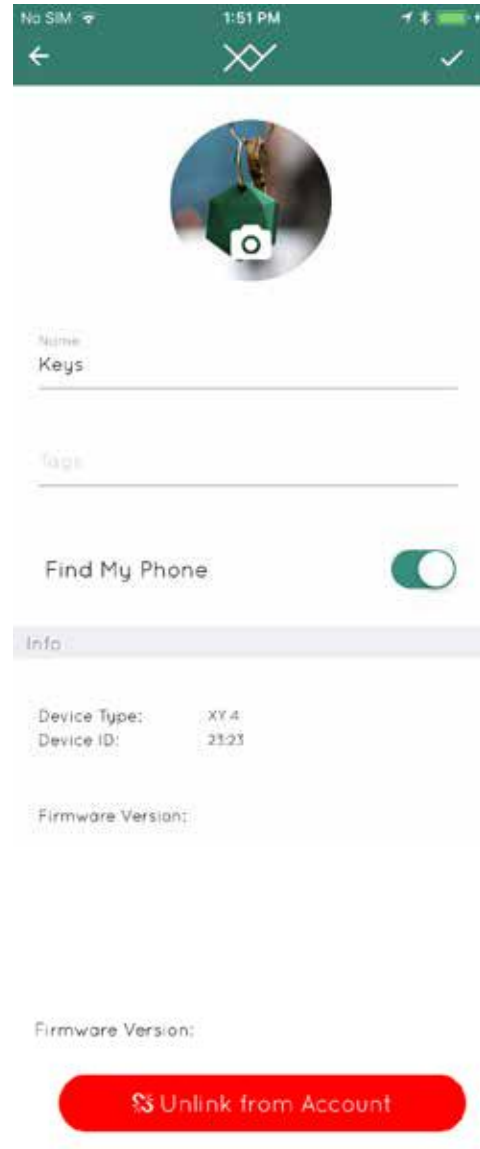 No SIM 1:51 PM
XY
Name
Keys
Tags
Find My Phone
Info
Device Type: XY4
Device ID: 23:23
Firmware Version:
Firmware Version:
Unlink from Account